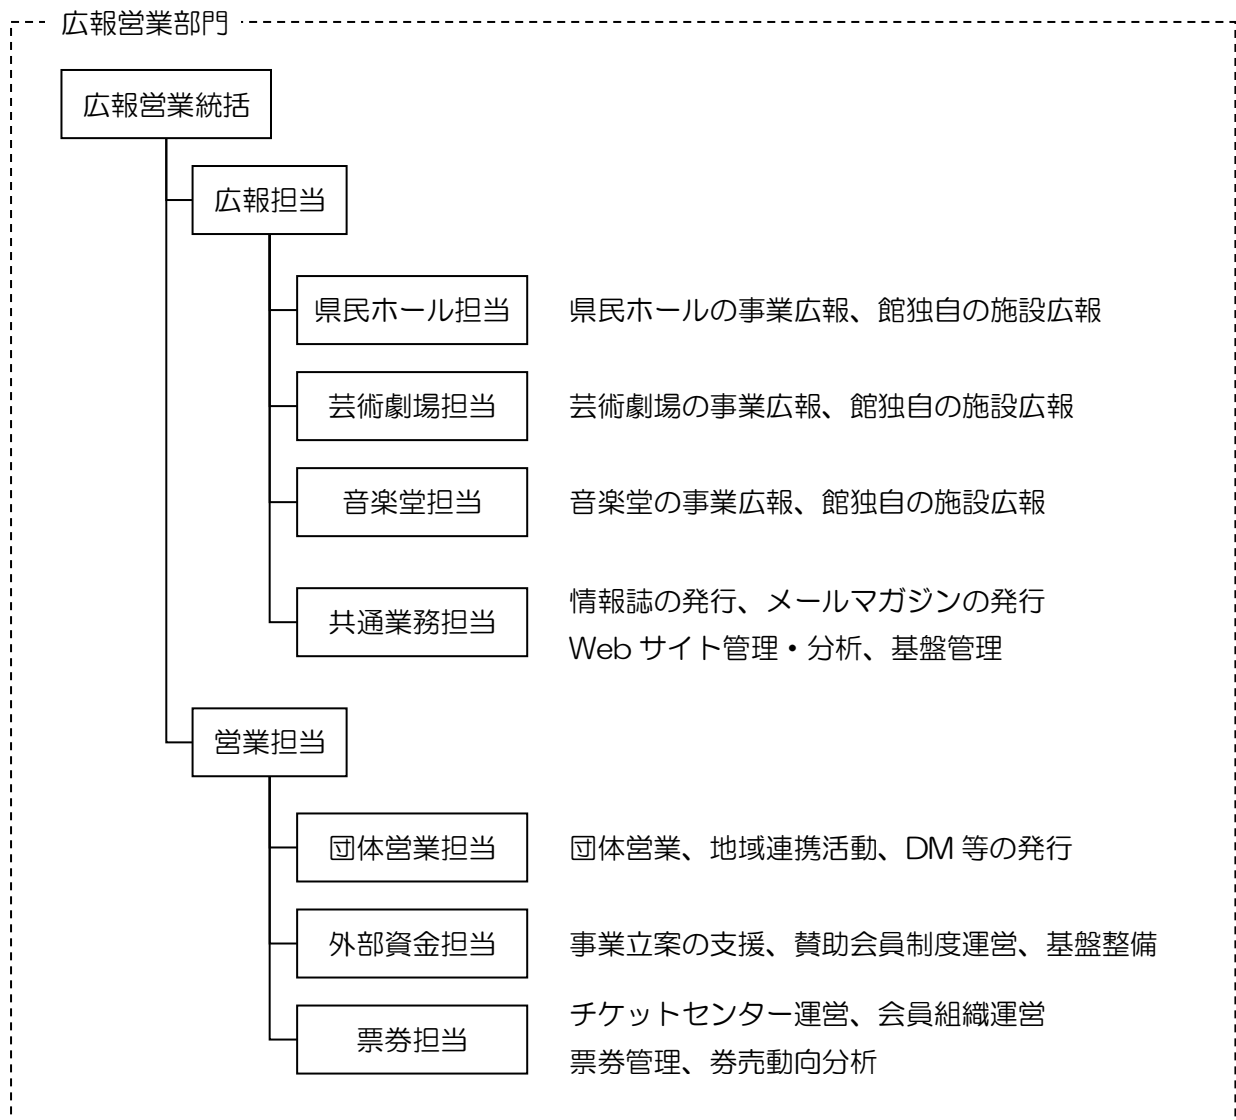 広報営業部門
広報営業統括
広報担当
県民ホール担当 県民ホールの事業広報、館独自の施設広報
芸術劇場担当 芸術劇場の事業広報、館独自の施設広報
音楽堂担当 音楽堂の事業広報、館独自の施設広報
共通業務担当 情報誌の発行、メールマガジンの発行
Web サイト管理・分析、基盤管理
営業担当
団体営業担当 団体営業、地域連携活動、DM 等の発行
外部資金担当 事業立案の支援、賛助会員制度運営、基盤整備
票券担当 チケットセンター運営、会員組織運営
票券管理、券売動向分析